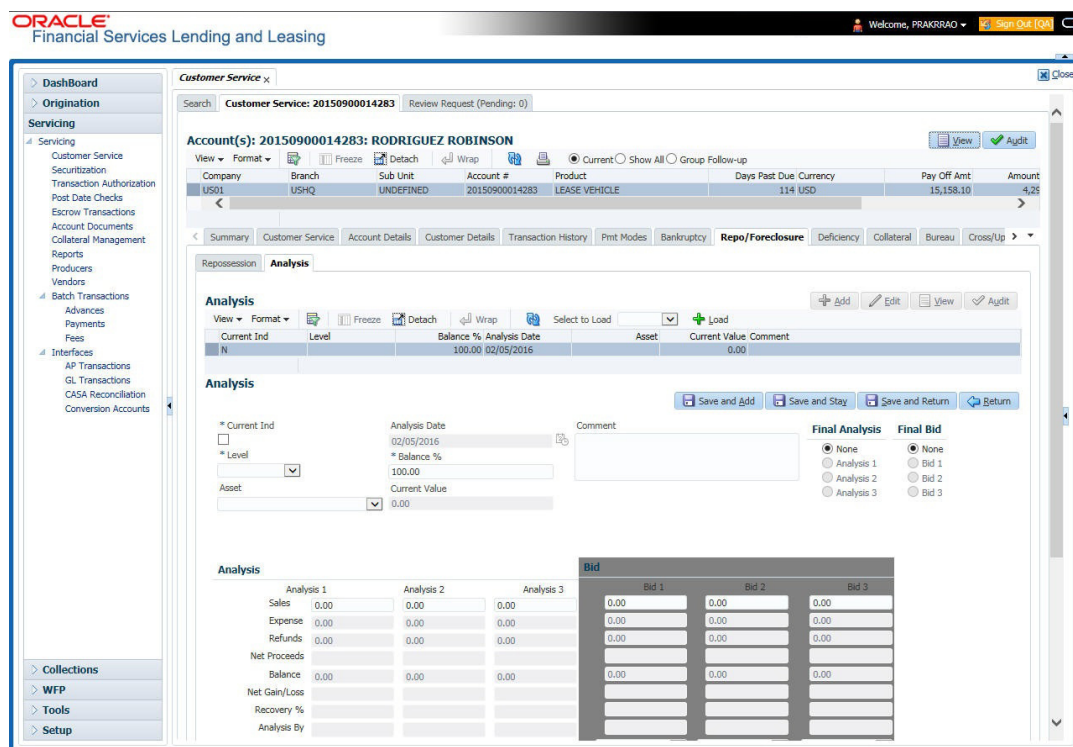 ORACLE
Financial Services Lending and Leasing
Welcome, PRAKRRAO
Sign Out [QA]
Close
DashBoard
Origination
Servicing
Servicing
Customer Service
Securitization
Transaction Authorization
Post Date Checks
Escrow Transactions
Account Documents
Collateral Management
Reports
Producers
Vendors
Batch Transactions
Advances
Payments
Fees
Interfaces
AP Transactions
GL Transactions
CASA Reconciliation
Conversion Accounts
Collections
WFP
Tools
Setup
Customer Service
Search Customer Service: 20150900014283 Review Request (Pending: 0)
Account(s): 20150900014283: RODRIGUEZ ROBINSON
View Audit
View Format Freeze Detach Wrap Current Show All Group Follow-up
Company Branch Sub Unit Account # Product Days Past Due Currency Pay Off Amt Amount
US01 USHQ UNDEFINED 20150900014283 LEASE VEHICLE 114 USD 15,158.10 4,29
Summary Customer Service Account Details Customer Details Transaction History Pmt Modes Bankruptcy Repo/Foreclosure Deficiency Collateral Bureau Cross/Up
Repossession Analysis
Analysis
Add Edit View Audit
View Format Freeze Detach Wrap Select to Load Load
Current Ind Level Balance % Analysis Date Asset Current Value Comment
N 100.00 02/05/2016 0.00
Analysis
Save and Add Save and Stay Save and Return Return
* Current Ind
* Level
Asset
Analysis Date
02/05/2016
* Balance %
100.00
Current Value
0.00
Comment
Final Analysis
None
Analysis 1
Analysis 2
Analysis 3
Final Bid
None
Bid 1
Bid 2
Bid 3
Analysis
Bid
Analysis 1 Analysis 2 Analysis 3 Bid 1 Bid 2 Bid 3
Sales 0.00 0.00 0.00 0.00 0.00 0.00
Expense 0.00 0.00 0.00 0.00 0.00 0.00
Refunds 0.00 0.00 0.00 0.00 0.00 0.00
Net Proceeds
Balance 0.00 0.00 0.00 0.00 0.00 0.00
Net Gain/Loss
Recovery %
Analysis By